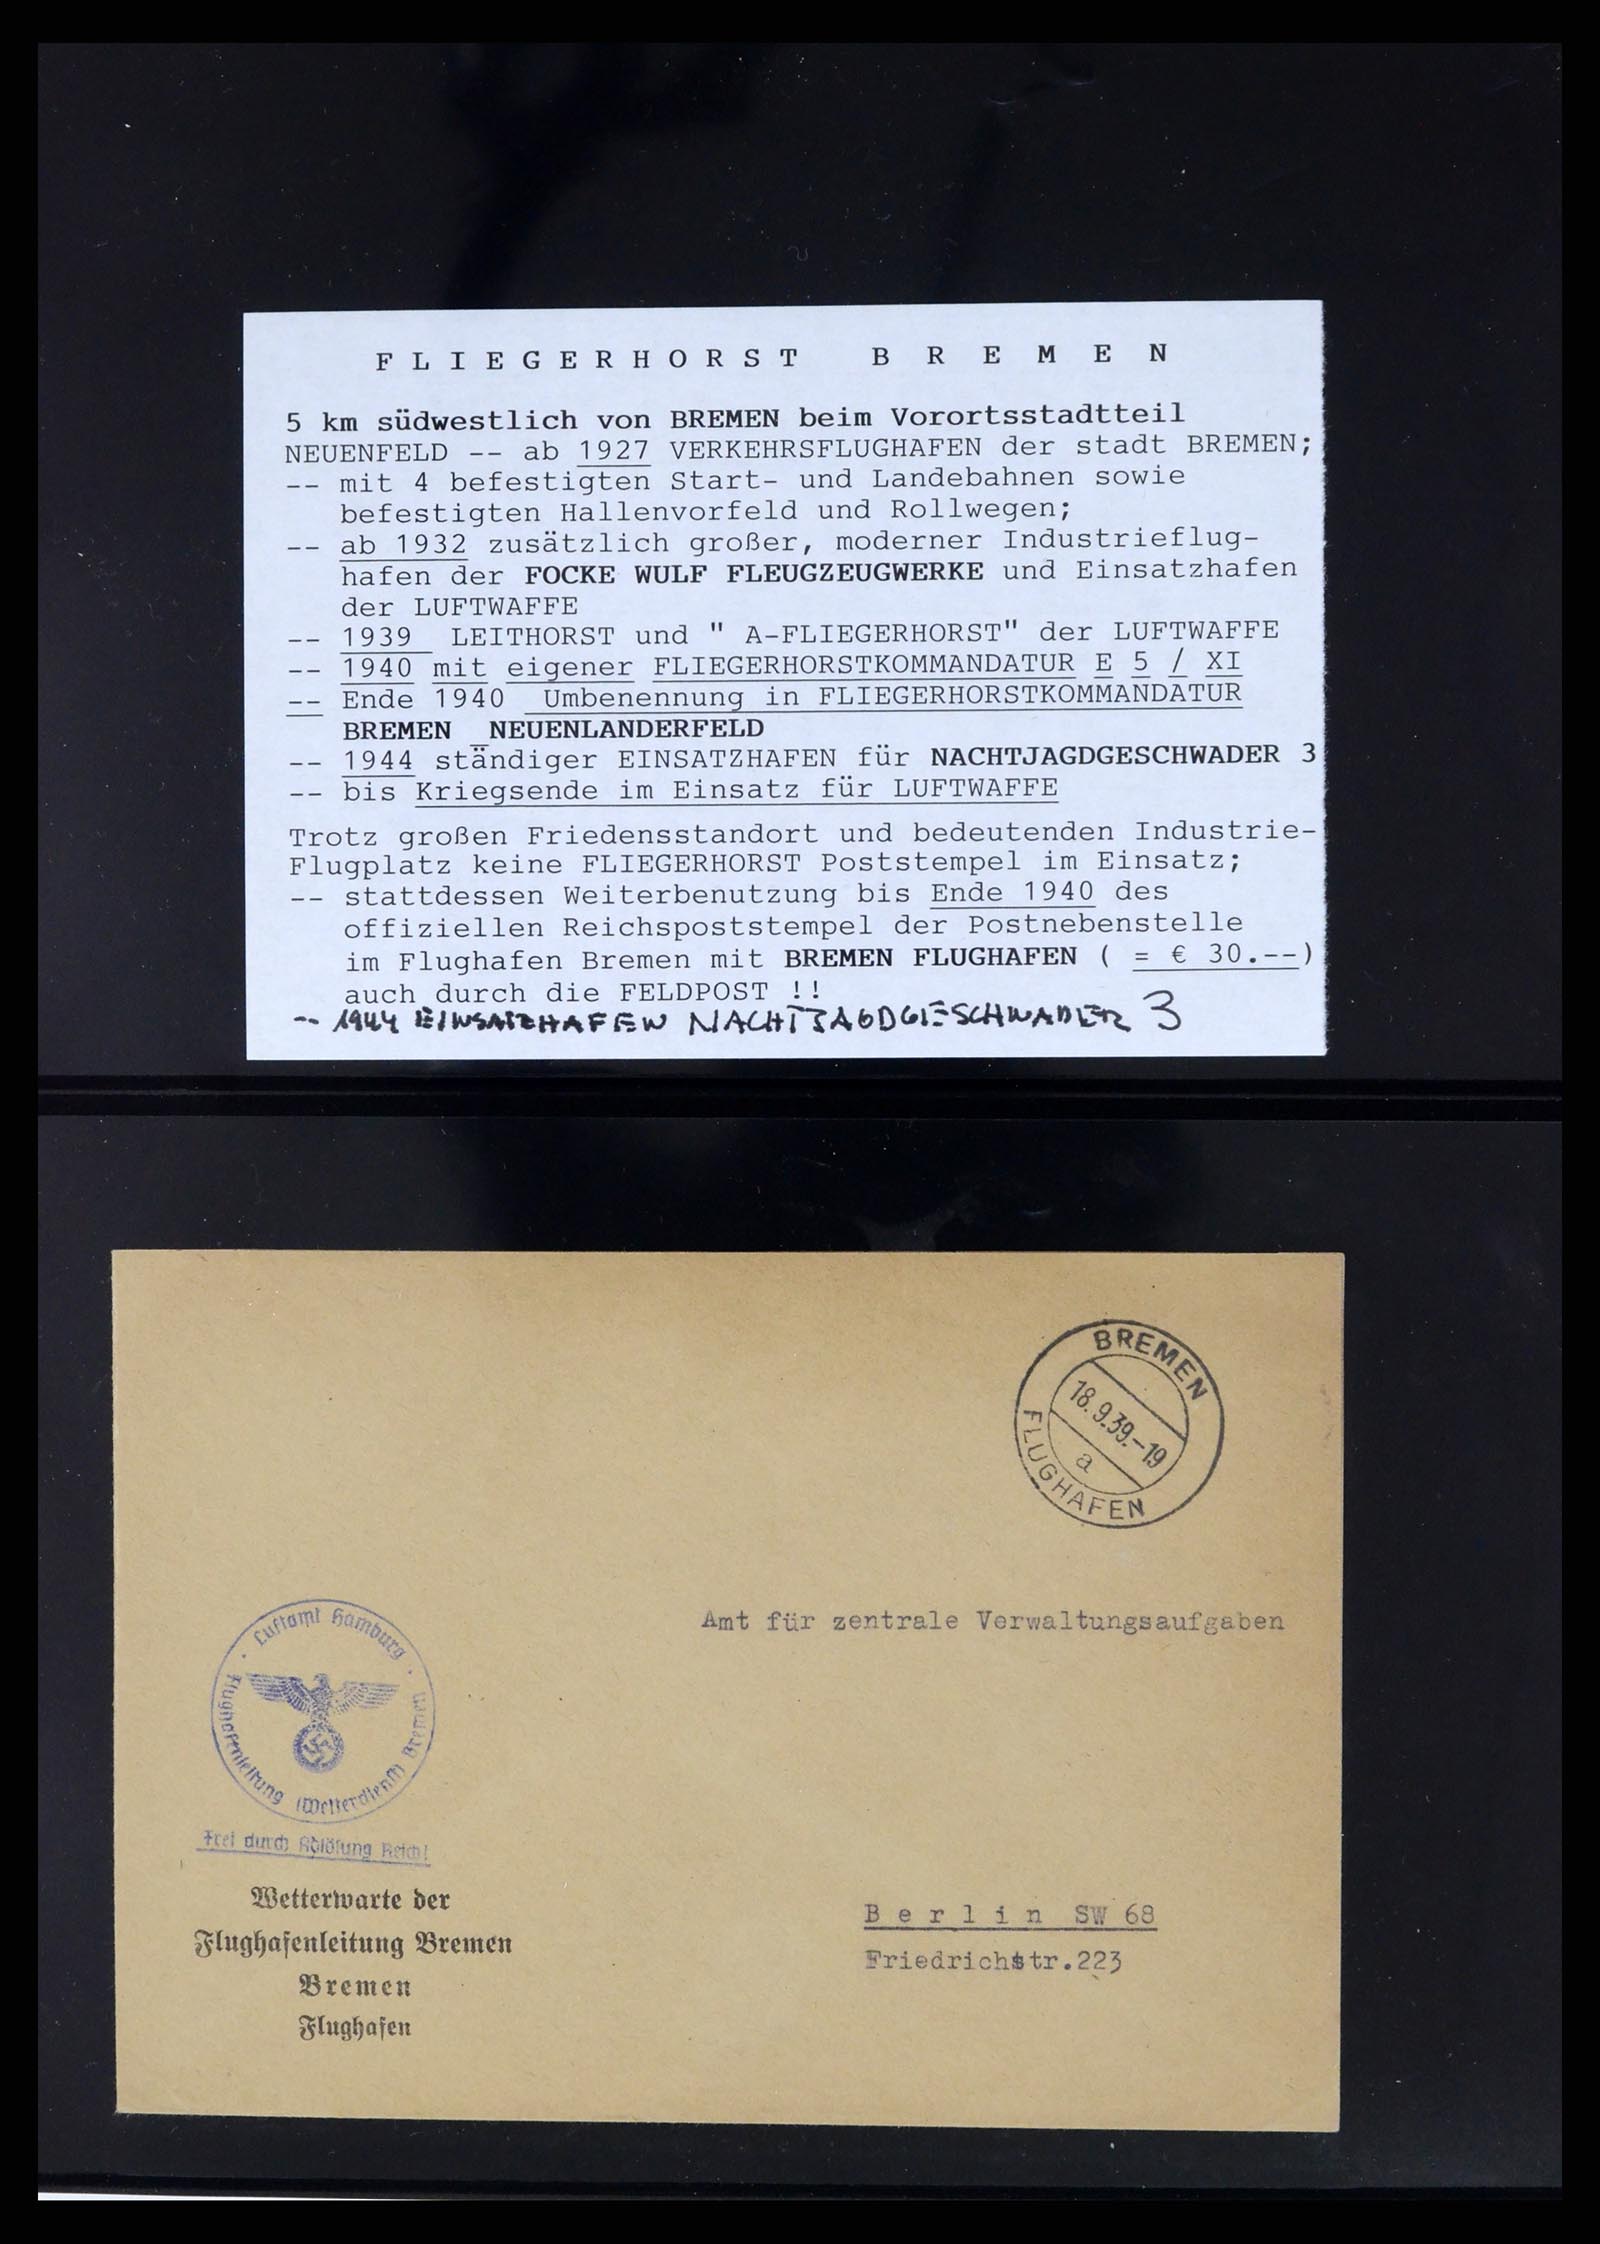 FLIEGERHORST BREMEN
5 km südwestlich von BREMEN beim Vorortsstadtteil
NEUENFELD -- ab 1927 VERKEHRSFLUGHAFEN der stadt BREMEN;
-- mit 4 befestigten Start- und Landebahnen sowie
befestigten Hallenvorfeld und Rollwegen;
-- ab 1932 zusätzlich großer, moderner Industrieflug-
hafen der FOCKE WULF FLEUGZEUGWERKE und Einsatzhafen
der LUFTWAFFE
-- 1939 LEITHORST und " A-FLIEGERHORST" der LUFTWAFFE
-- 1940 mit eigener FLIEGERHORSTKOMMANDATUR E 5 / XI
-- Ende 1940 Umbenennung in FLIEGERHORSTKOMMANDATUR
BREMEN _NEUENLANDERFELD
-- 1944 ständiger EINSATZHAFEN für NACHTJAGDGESCHWADER 3
-- bis Kriegsende im Einsatz für LUFTWAFFE
Trotz großen Friedensstandort und bedeutenden Industrie-
Flugplatz keine FLIEGERHORST Poststempel im Einsatz;
-- stattdessen Weiterbenutzung bis Ende 1940 des
offiziellen Reichspoststempel der Postnebenstelle
im Flughafen Bremen mit BREMEN FLUGHAFEN ( = € 30.--)
auch durch die FELDPOST !!
-- 1944 EINSATZHAFEN NACHTJAGDGESCHWADER 3
BREMEN
18.9.39.-19
a
FLUGHAFEN
Amt für zentrale Verwaltungsaufgaben
Luftamt Hamburg
Flughafenleitung (Wetterdienst) Bremen
Frei durch Ablösung Reich!
Wetterwarte der
Flughafenleitung Bremen
Bremen
Flughafen
Berlin SW 68
Friedrichstr.223